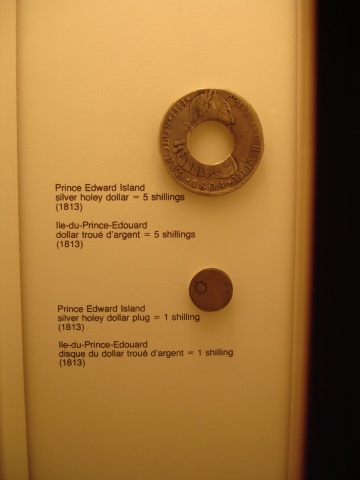 Prince Edward Island
silver holey dollar = 5 shillings
(1813)
Ile-du-Prince-Edouard
dollar troué d'argent = 5 shillings
(1813)
Prince Edward Island
silver holey dollar plug = 1 shilling
(1813)
Ile-du-Prince-Edouard
disque du dollar troué d'argent = 1 shilling
(1813)